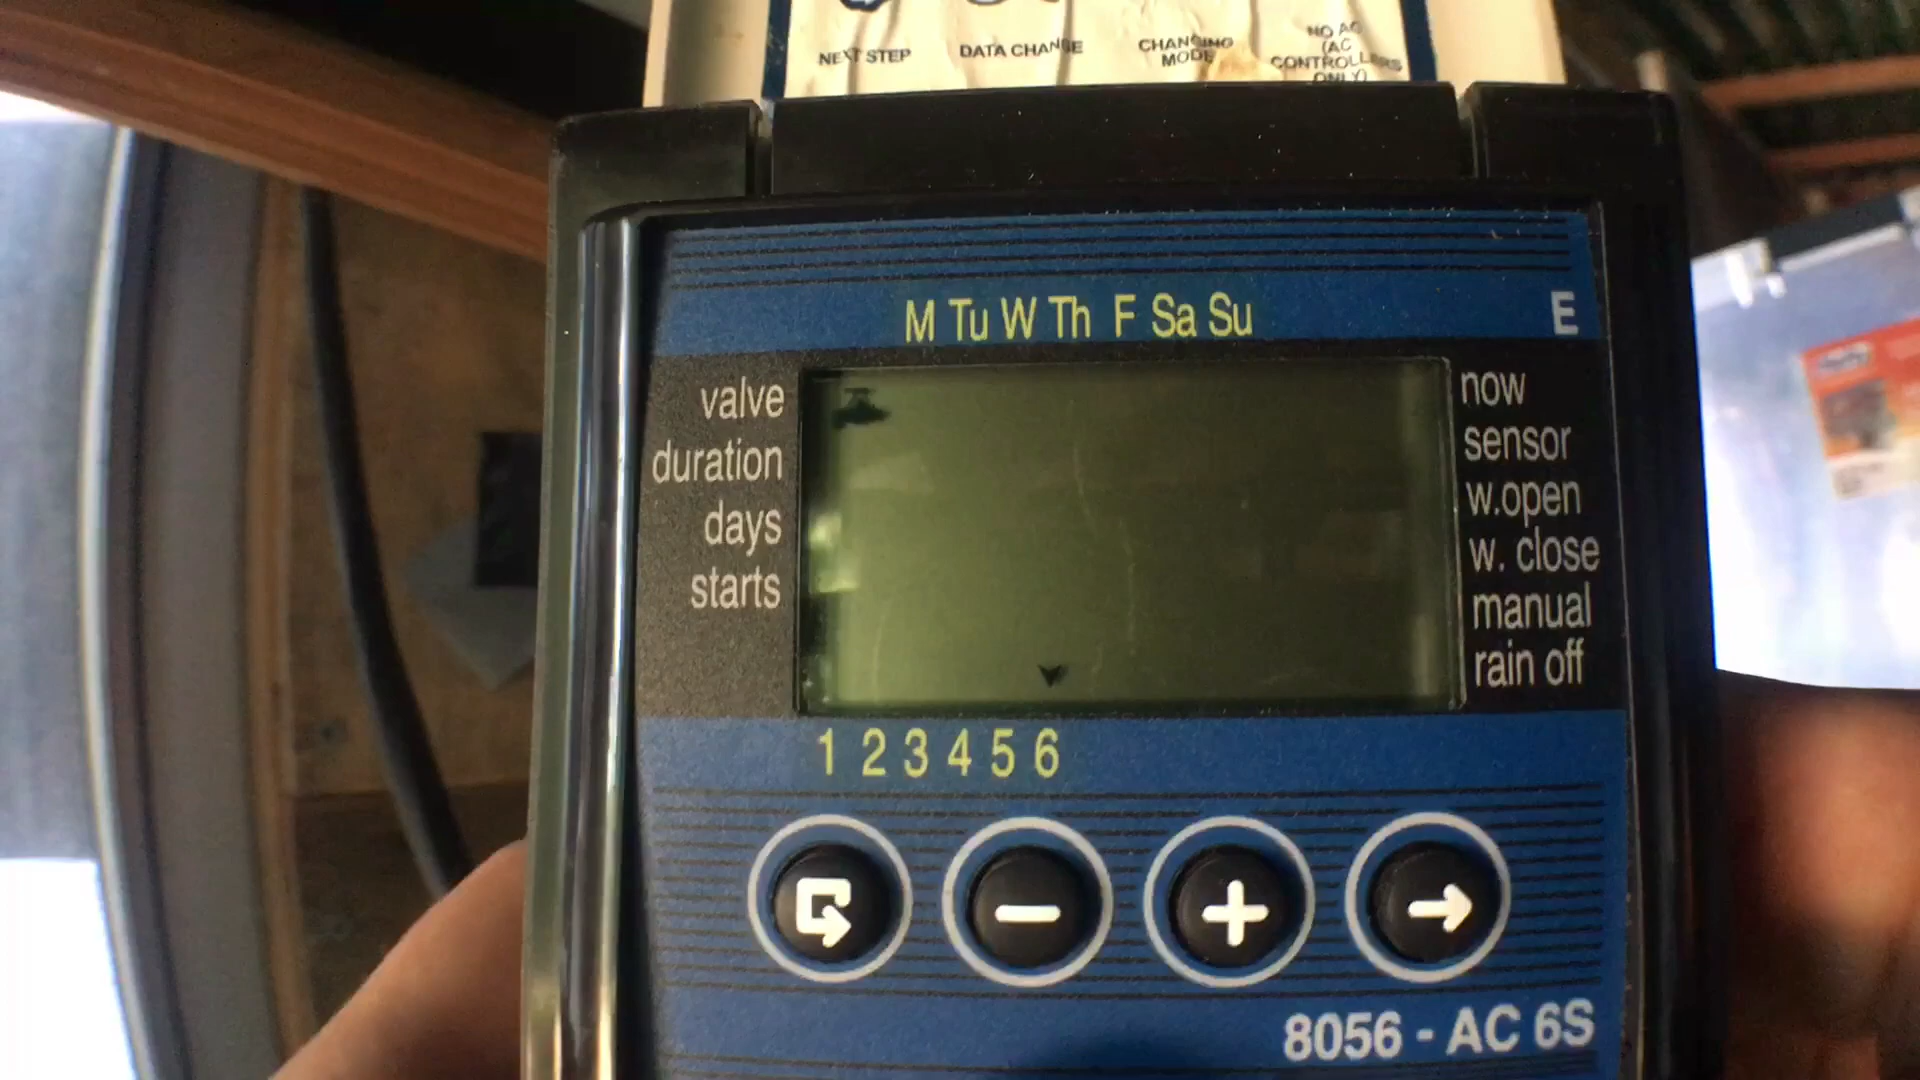 NEXT STEP
DATA CHANGE
CHANGING
MODE
NO AC
(AC
CONTROLLERS
ONLY)
M Tu W Th F Sa Su
E
valve
duration
days
starts
now
sensor
w.open
w. close
manual
rain off
1 2 3 4 5 6
8056 - AC 6S